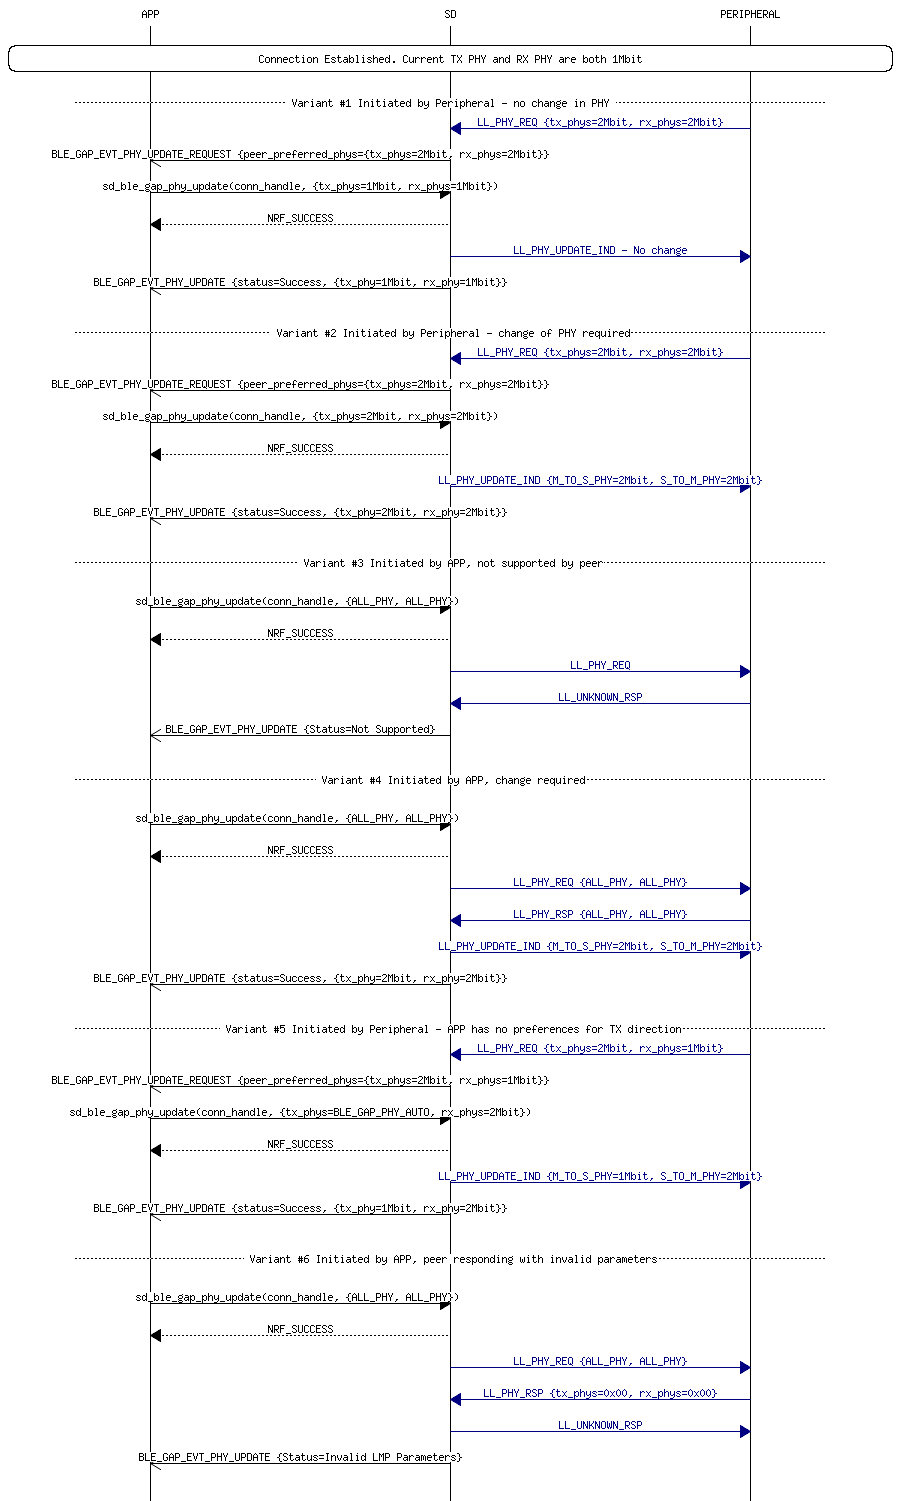 APP SD PERIPHERAL
Connection Established. Current TX PHY and RX PHY are both 1Mbit
Variant #1 Initiated by Peripheral - no change in PHY
LL_PHY_REQ {tx_phys=2Mbit, rx_phys=2Mbit}
BLE_GAP_EVT_PHY_UPDATE_REQUEST {peer_preferred_phys={tx_phys=2Mbit, rx_phys=2Mbit}}
sd_ble_gap_phy_update(conn_handle, {tx_phys=1Mbit, rx_phys=1Mbit})
NRF_SUCCESS
LL_PHY_UPDATE_IND - No change
BLE_GAP_EVT_PHY_UPDATE {status=Success, {tx_phy=1Mbit, rx_phy=1Mbit}}
Variant #2 Initiated by Peripheral - change of PHY required
LL_PHY_REQ {tx_phys=2Mbit, rx_phys=2Mbit}
BLE_GAP_EVT_PHY_UPDATE_REQUEST {peer_preferred_phys={tx_phys=2Mbit, rx_phys=2Mbit}}
sd_ble_gap_phy_update(conn_handle, {tx_phys=2Mbit, rx_phys=2Mbit})
NRF_SUCCESS
LL_PHY_UPDATE_IND {M_TO_S_PHY=2Mbit, S_TO_M_PHY=2Mbit}
BLE_GAP_EVT_PHY_UPDATE {status=Success, {tx_phy=2Mbit, rx_phy=2Mbit}}
Variant #3 Initiated by APP, not supported by peer
sd_ble_gap_phy_update(conn_handle, {ALL_PHY, ALL_PHY})
NRF_SUCCESS
LL_PHY_REQ
LL_UNKNOWN_RSP
BLE_GAP_EVT_PHY_UPDATE {Status=Not Supported}
Variant #4 Initiated by APP, change required
sd_ble_gap_phy_update(conn_handle, {ALL_PHY, ALL_PHY})
NRF_SUCCESS
LL_PHY_REQ {ALL_PHY, ALL_PHY}
LL_PHY_RSP {ALL_PHY, ALL_PHY}
LL_PHY_UPDATE_IND {M_TO_S_PHY=2Mbit, S_TO_M_PHY=2Mbit}
BLE_GAP_EVT_PHY_UPDATE {status=Success, {tx_phy=2Mbit, rx_phy=2Mbit}}
Variant #5 Initiated by Peripheral - APP has no preferences for TX direction
LL_PHY_REQ {tx_phys=2Mbit, rx_phys=1Mbit}
BLE_GAP_EVT_PHY_UPDATE_REQUEST {peer_preferred_phys={tx_phys=2Mbit, rx_phys=1Mbit}}
sd_ble_gap_phy_update(conn_handle, {tx_phys=BLE_GAP_PHY_AUTO, rx_phys=2Mbit})
NRF_SUCCESS
LL_PHY_UPDATE_IND {M_TO_S_PHY=1Mbit, S_TO_M_PHY=2Mbit}
BLE_GAP_EVT_PHY_UPDATE {status=Success, {tx_phy=1Mbit, rx_phy=2Mbit}}
Variant #6 Initiated by APP, peer responding with invalid parameters
sd_ble_gap_phy_update(conn_handle, {ALL_PHY, ALL_PHY})
NRF_SUCCESS
LL_PHY_REQ {ALL_PHY, ALL_PHY}
LL_PHY_RSP {tx_phys=0x00, rx_phys=0x00}
LL_UNKNOWN_RSP
BLE_GAP_EVT_PHY_UPDATE {Status=Invalid LMP Parameters}